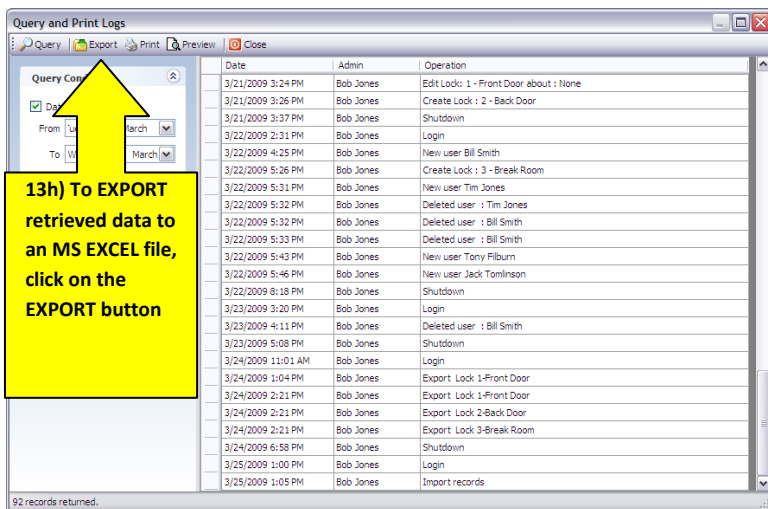 Query and Print Logs
Query Export Print Preview Close
Query Con
Dat
From March
To W March
13h) To EXPORT
retrieved data to
an MS EXCEL file,
click on the
EXPORT button
Date Admin Operation
3/21/2009 3:24 PM Bob Jones Edit Lock: 1 - Front Door about : None
3/21/2009 3:26 PM Bob Jones Create Lock : 2 - Back Door
3/21/2009 3:37 PM Bob Jones Shutdown
3/22/2009 2:31 PM Bob Jones Login
3/22/2009 4:25 PM Bob Jones New user Bill Smith
3/22/2009 5:26 PM Bob Jones Create Lock : 3 - Break Room
3/22/2009 5:31 PM Bob Jones New user Tim Jones
3/22/2009 5:32 PM Bob Jones Deleted user : Tim Jones
3/22/2009 5:32 PM Bob Jones Deleted user : Bill Smith
3/22/2009 5:33 PM Bob Jones Deleted user : Bill Smith
3/22/2009 5:43 PM Bob Jones New user Tony Filburn
3/22/2009 5:46 PM Bob Jones New user Jack Tomlinson
3/22/2009 8:18 PM Bob Jones Shutdown
3/23/2009 3:20 PM Bob Jones Login
3/23/2009 4:11 PM Bob Jones Deleted user : Bill Smith
3/23/2009 5:08 PM Bob Jones Shutdown
3/24/2009 11:01 AM Bob Jones Login
3/24/2009 1:04 PM Bob Jones Export Lock 1-Front Door
3/24/2009 2:21 PM Bob Jones Export Lock 1-Front Door
3/24/2009 2:21 PM Bob Jones Export Lock 2-Back Door
3/24/2009 2:21 PM Bob Jones Export Lock 3-Break Room
3/24/2009 6:58 PM Bob Jones Shutdown
3/25/2009 1:00 PM Bob Jones Login
3/25/2009 1:05 PM Bob Jones Import records
92 records returned.